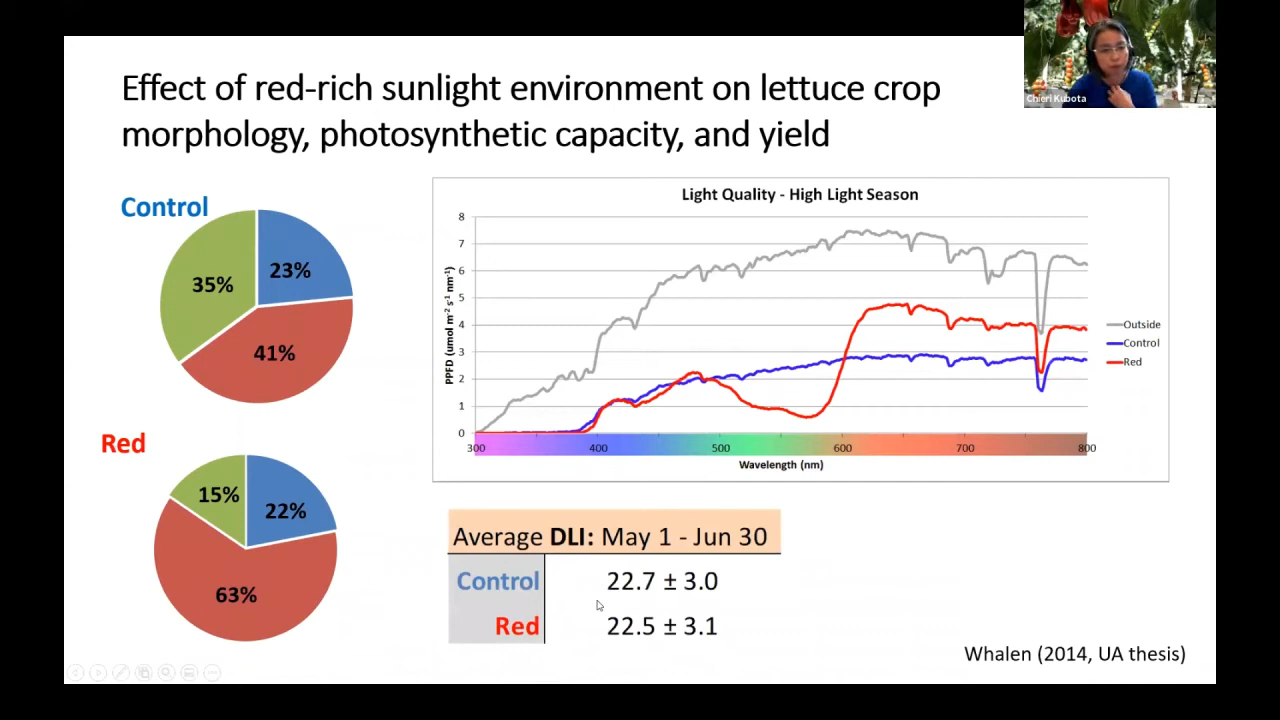 Effect of red-rich sunlight environment on lettuce crop
morphology, photosynthetic capacity, and yield
Chieri Kubota
Control
35%
23%
41%
Red
15%
22%
63%
Light Quality - High Light Season
PPFD (umol m⁻² s⁻¹ nm⁻¹)
8
7
6
5
4
3
2
1
0
300 400 500 600 700 800
Wavelength (nm)
Outside
Control
Red
Average DLI: May 1 - Jun 30
Control 22.7 ± 3.0
Red 22.5 ± 3.1
Whalen (2014, UA thesis)